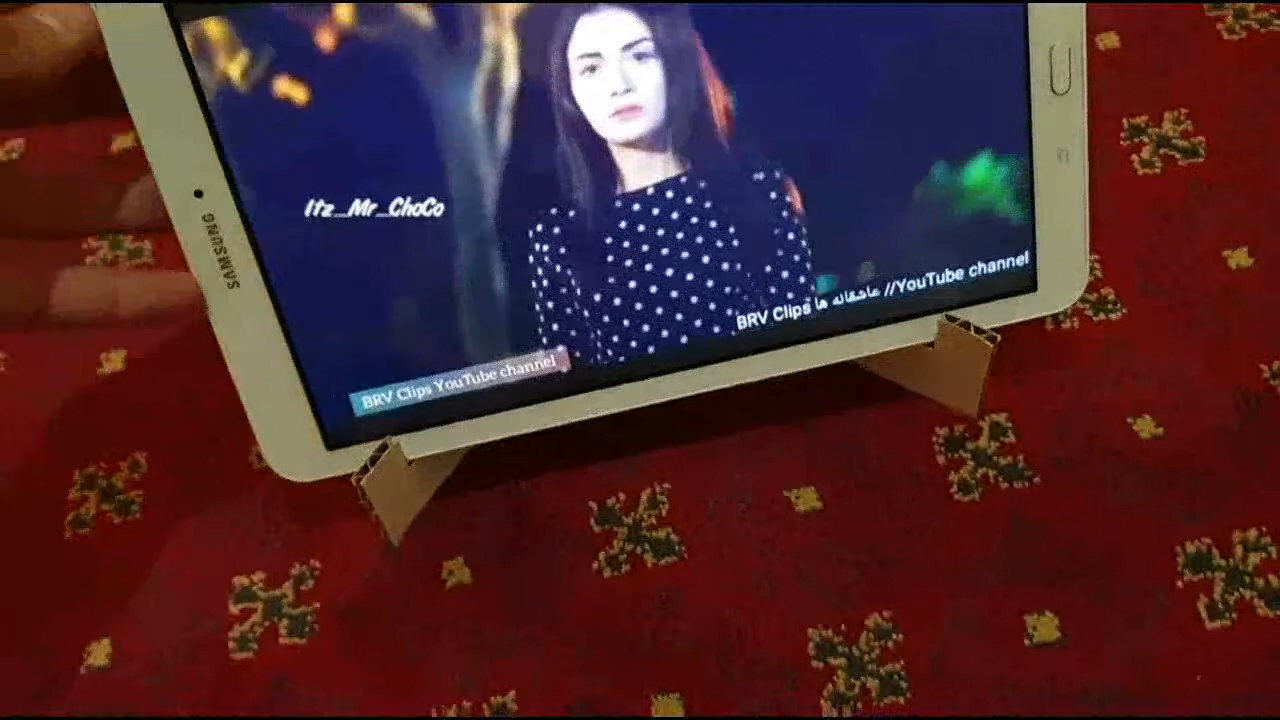 Itz_Mr_ChoCo
SAMSUNG
BRV Clips عاشقانه ها //YouTube channel
BRV Clips YouTube channel